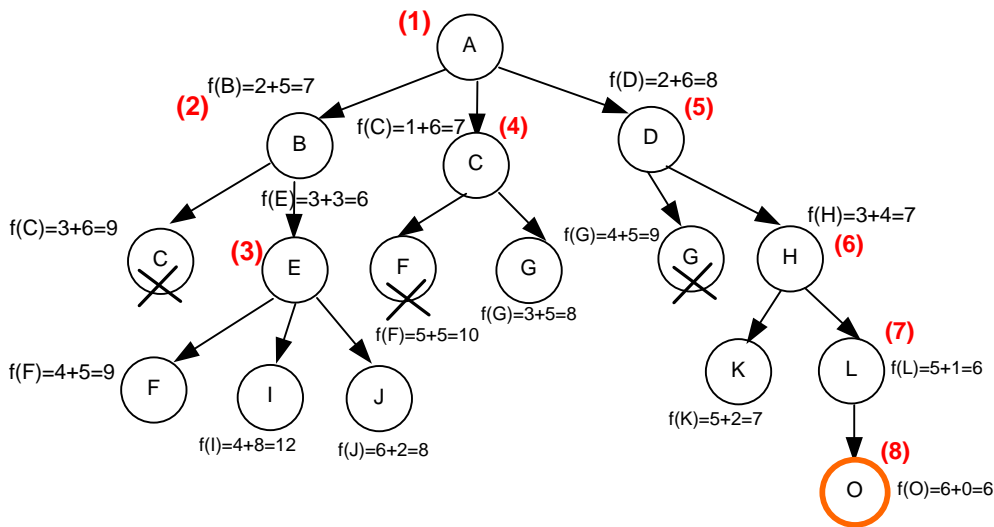 (1)
A
f(B)=2+5=7
f(D)=2+6=8
(2)
(5)
f(C)=1+6=7
(4)
B
D
C
f(E)=3+3=6
f(C)=3+6=9
f(H)=3+4=7
f(G)=4+5=9
(3)
(6)
C
E
F
G
G
H
f(G)=3+5=8
f(F)=5+5=10
(7)
f(F)=4+5=9
F
I
J
K
L
f(L)=5+1=6
f(K)=5+2=7
f(I)=4+8=12
f(J)=6+2=8
(8)
O
f(O)=6+0=6